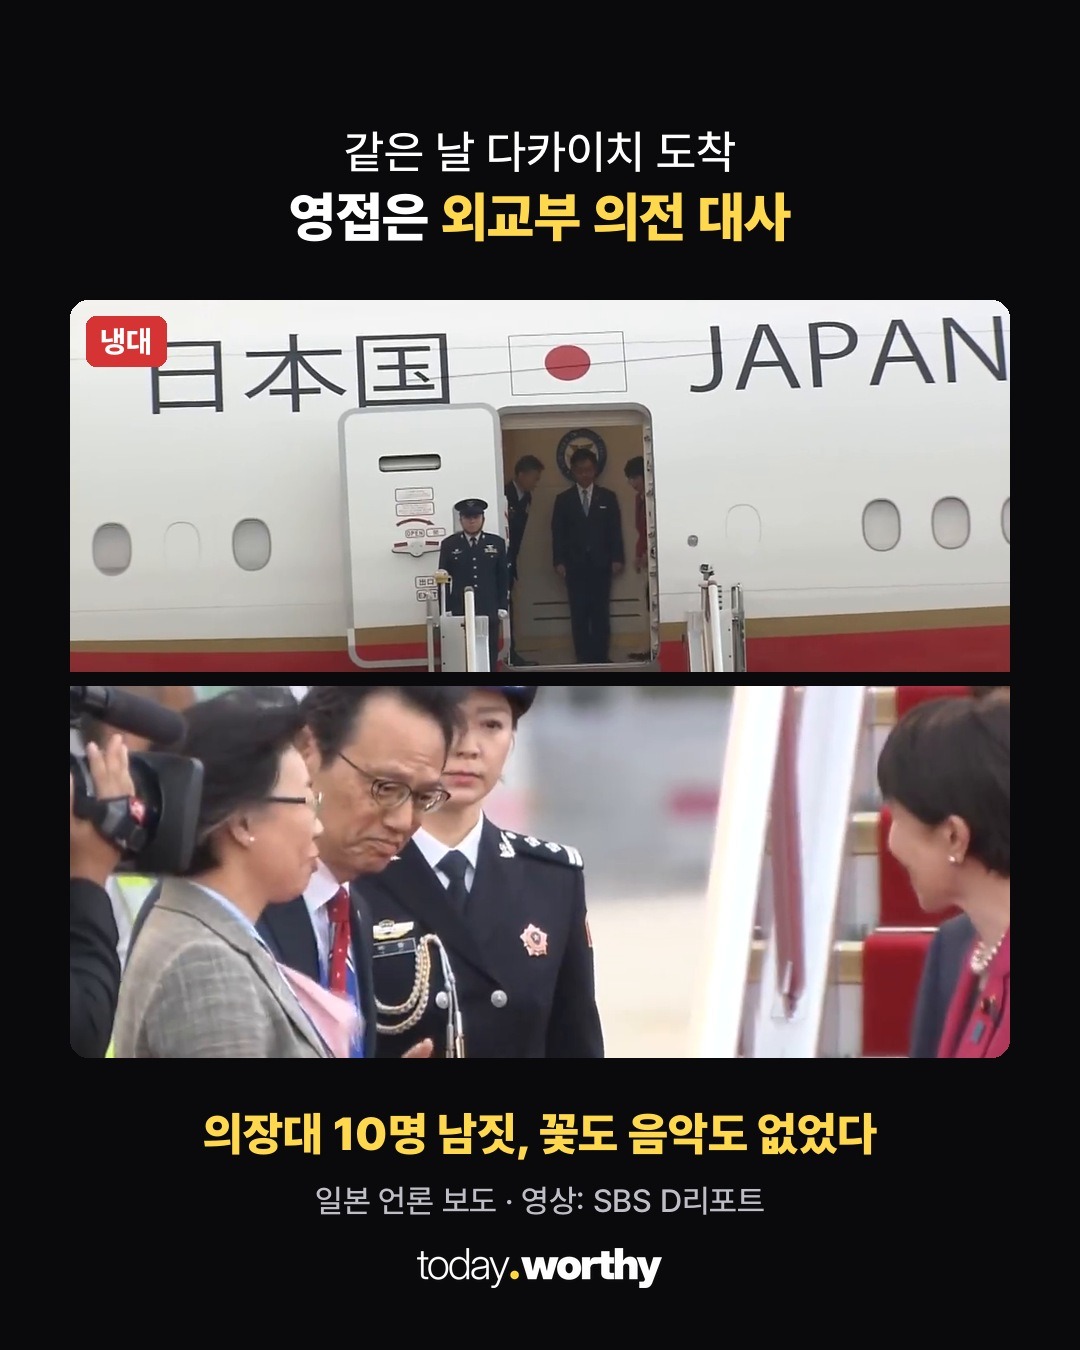 같은 날 다카이치 도착
영접은 외교부 의전 대사
냉대
日本国 JAPAN
OPEN
出口
의장대 10명 남짓, 꽃도 음악도 없었다
일본 언론 보도 · 영상: SBS D리포트
today.worthy